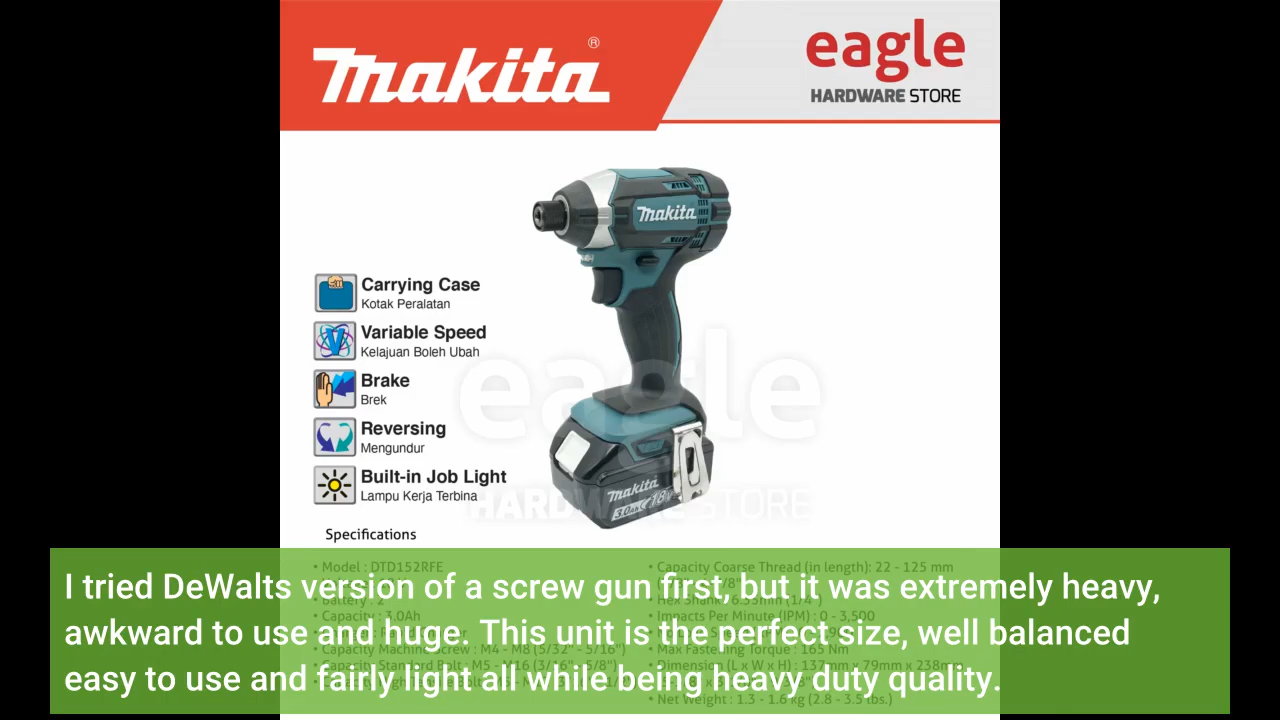 makita®
eagle
HARDWARE STORE
makita
Carrying Case
Kotak Peralatan
Variable Speed
Kelajuan Boleh Ubah
Brake
Brek
Reversing
Mengundur
Built-in Job Light
Lampu Kerja Terbina
makita
18V
3.0Ah
eagle
HARDWARE STORE
Specifications
• Model : DTD152RFE
Battery : 2
• Capacity : 3.0Ah
• Capacity Machine Screw : M4 - M8 (5/32" - 5/16")
• Capacity Standard Bolt : M5 - M16 (3/16" - 5/8")
• Capacity Coarse Thread (in length): 22 - 125 mm
• Hex Shank : 6.35mm (1/4")
• Impacts Per Minute (IPM) : 0 - 3,500
• Max Fastening Torque : 165 Nm
• Dimension (L x W x H) : 137mm x 79mm x 238mm
• Net Weight : 1.3 - 1.6 kg (2.8 - 3.5 lbs.)
I tried DeWalts version of a screw gun first, but it was extremely heavy,
awkward to use and huge. This unit is the perfect size, well balanced
easy to use and fairly light all while being heavy duty quality.